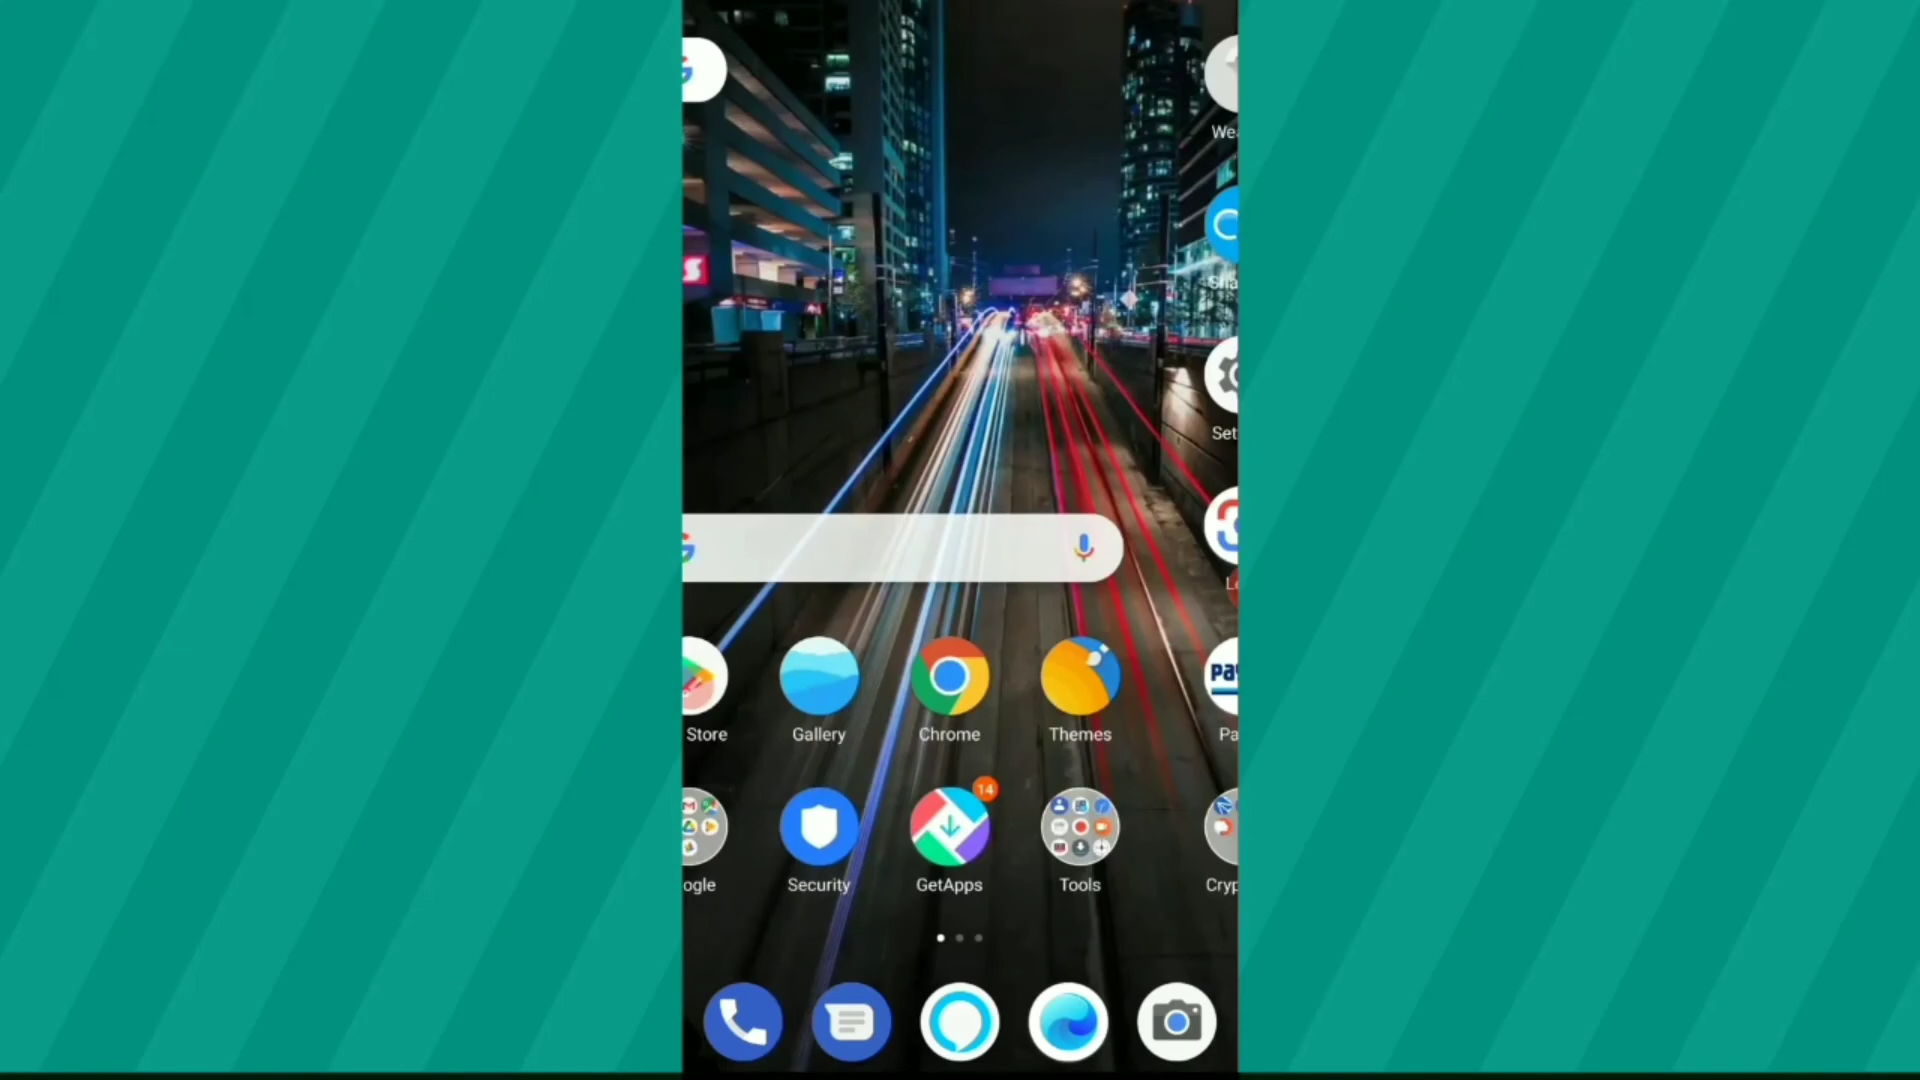 We
Set
Store
Gallery
Chrome
Themes
Pa
14
ogle
Security
GetApps
Tools
Cryp